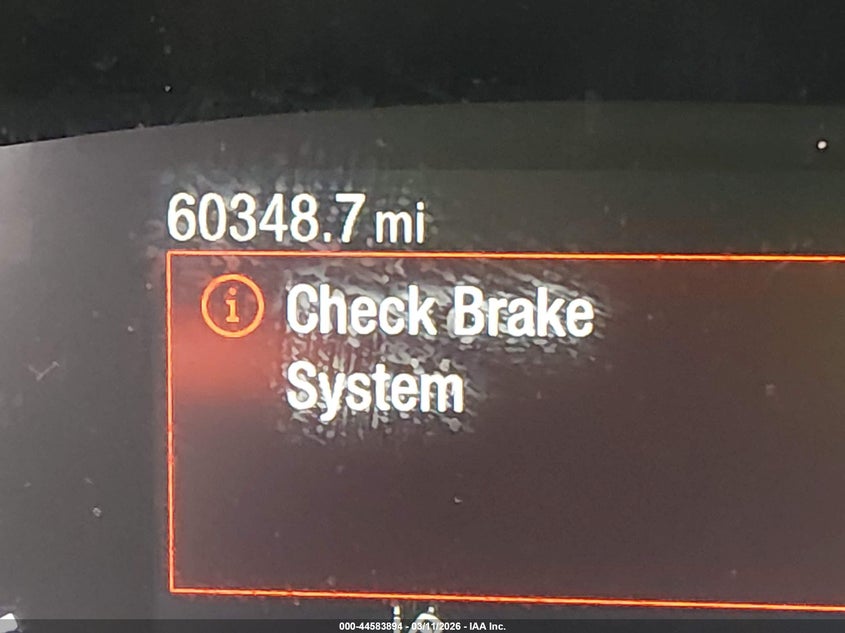 60348.7 mi
i
Check Brake
System
000-44583894 - 03/11/2026 - IAA Inc.